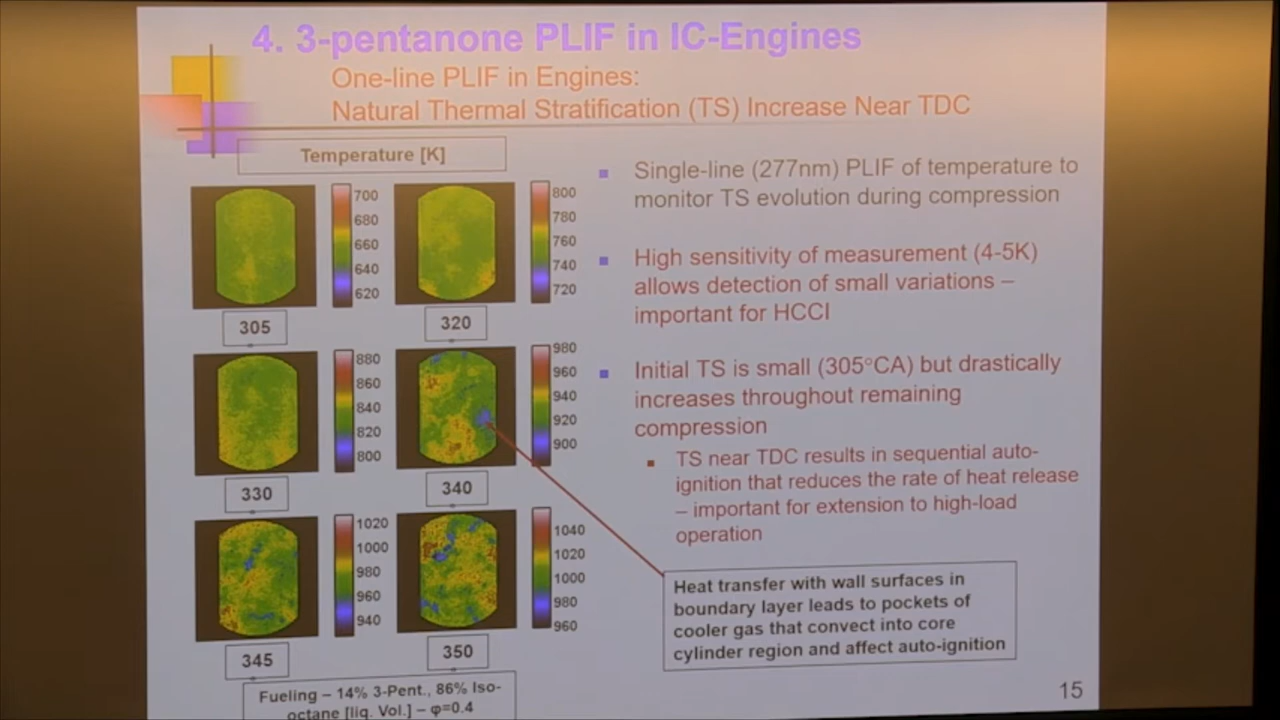 4. 3-pentanone PLIF in IC-Engines
One-line PLIF in Engines:
Natural Thermal Stratification (TS) Increase Near TDC
Temperature [K]
700
680
660
640
620
800
780
760
740
720
305
320
880
860
840
820
800
980
960
940
920
900
330
340
1020
1000
980
960
940
1040
1020
1000
980
960
345
350
Fueling – 14% 3-Pent., 86% Iso-
octane [liq. Vol.] – φ=0.4
Single-line (277nm) PLIF of temperature to
monitor TS evolution during compression
High sensitivity of measurement (4-5K)
allows detection of small variations –
important for HCCI
Initial TS is small (305°CA) but drastically
increases throughout remaining
compression
TS near TDC results in sequential auto-
ignition that reduces the rate of heat release
– important for extension to high-load
operation
Heat transfer with wall surfaces in
boundary layer leads to pockets of
cooler gas that convect into core
cylinder region and affect auto-ignition
15